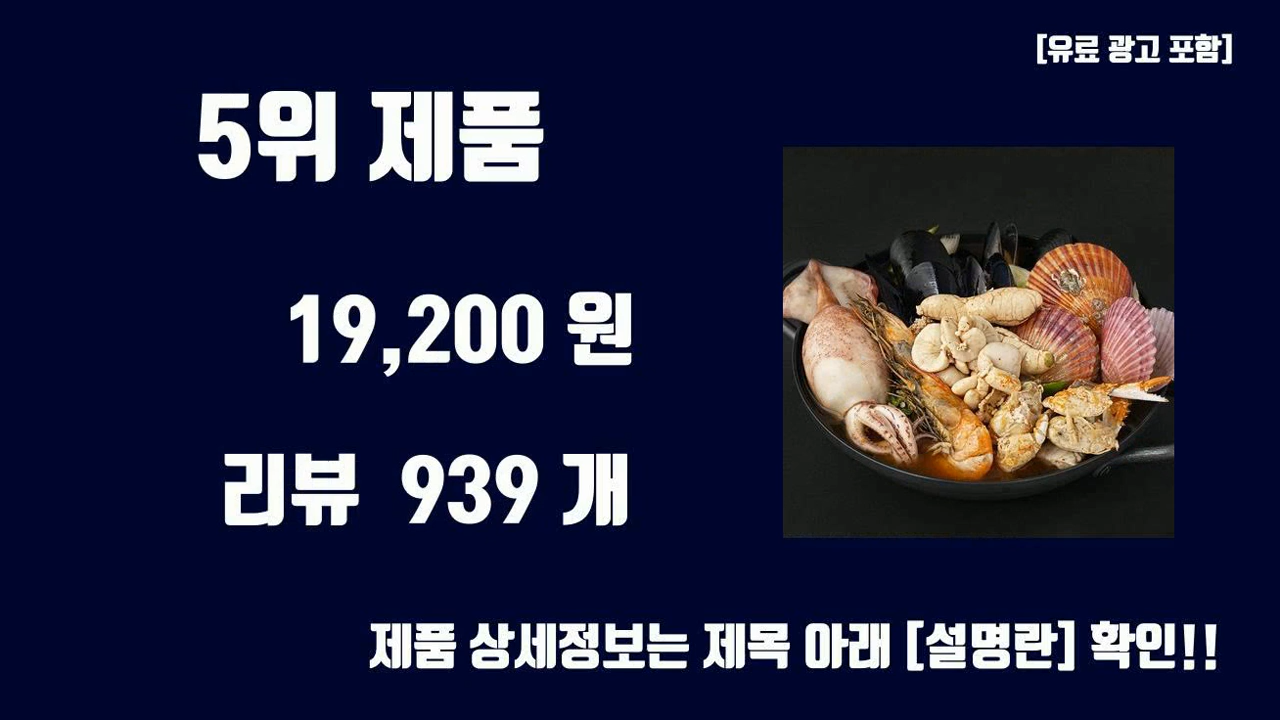 [유료 광고 포함]
5위 제품
19,200 원
리뷰 939 개
제품 상세정보는 제목 아래 [설명란] 확인!!